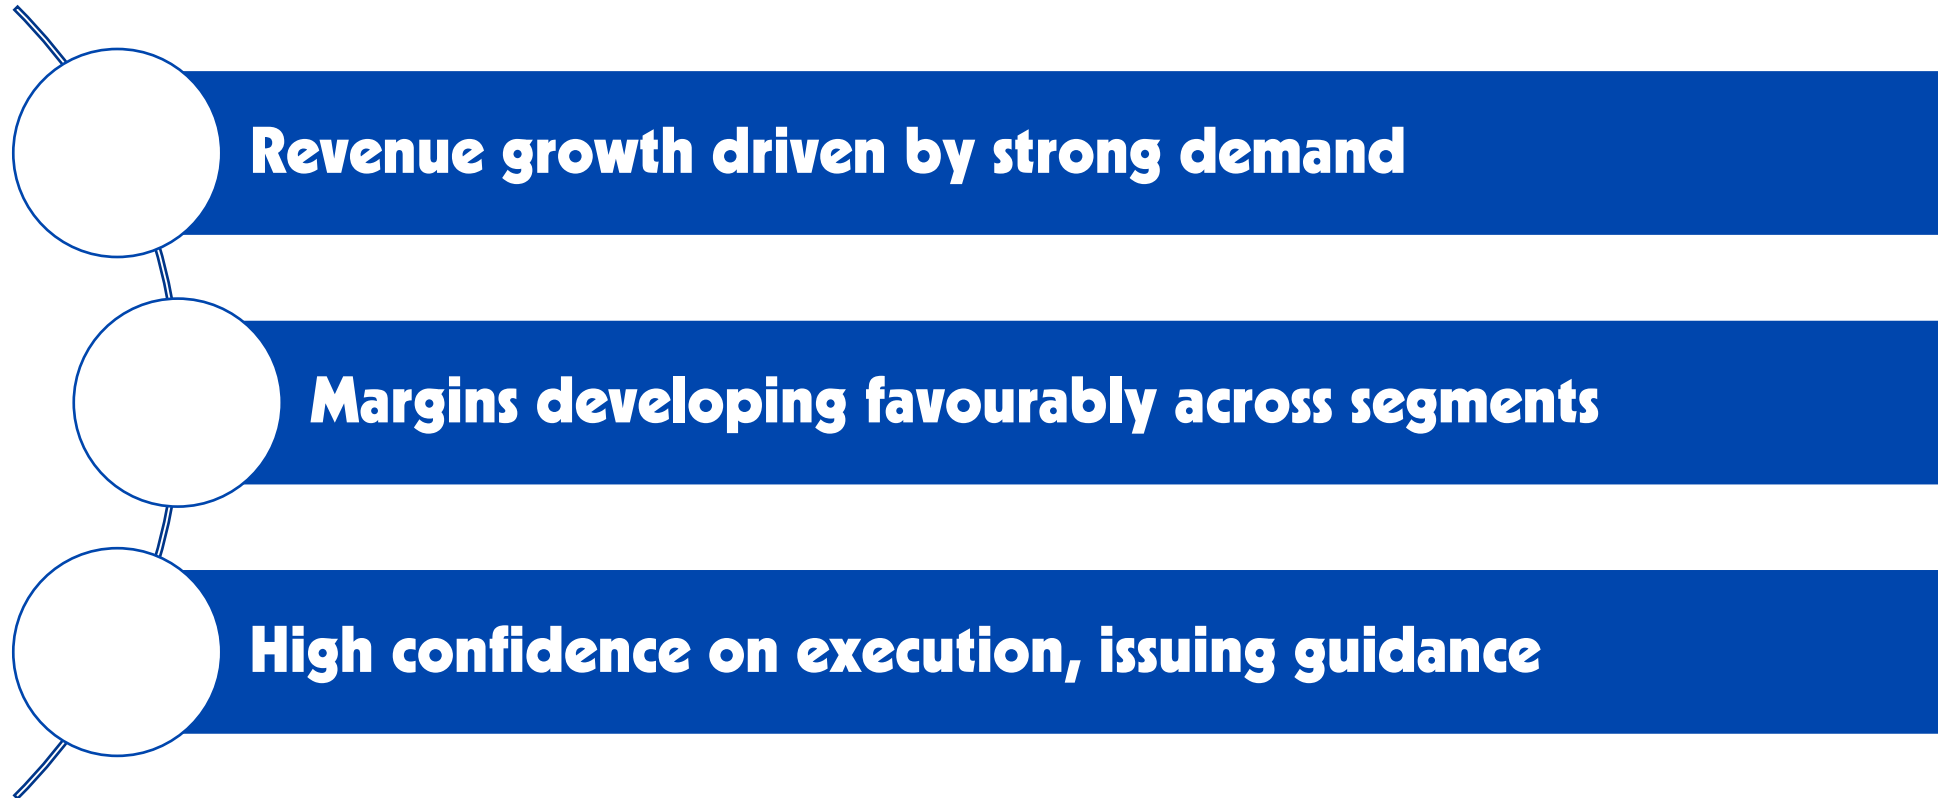 Revenue growth driven by strong demand
Margins developing favourably across segments
High confidence on execution, issuing guidance